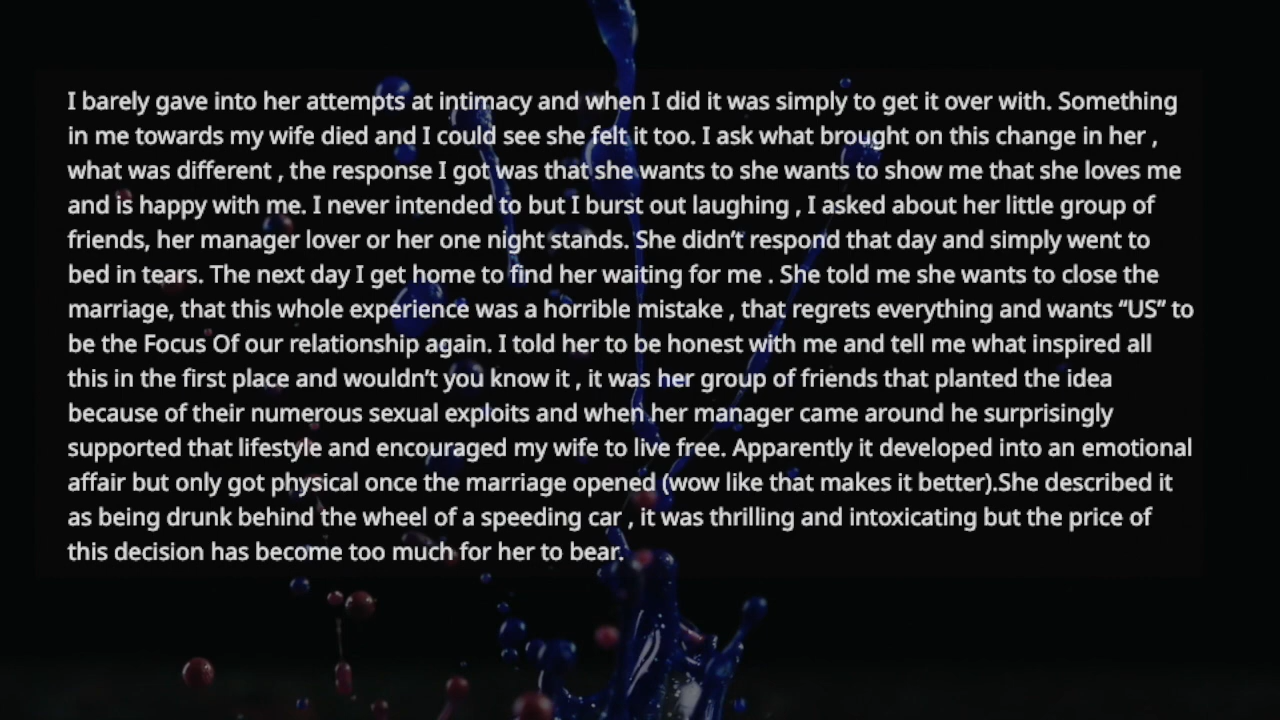 I barely gave into her attempts at intimacy and when I did it was simply to get it over with. Something
in me towards my wife died and I could see she felt it too. I ask what brought on this change in her ,
what was different , the response I got was that she wants to she wants to show me that she loves me
and is happy with me. I never intended to but I burst out laughing , I asked about her little group of
friends, her manager lover or her one night stands. She didn’t respond that day and simply went to
bed in tears. The next day I get home to find her waiting for me . She told me she wants to close the
marriage, that this whole experience was a horrible mistake , that regrets everything and wants “US” to
be the Focus Of our relationship again. I told her to be honest with me and tell me what inspired all
this in the first place and wouldn’t you know it , it was her group of friends that planted the idea
because of their numerous sexual exploits and when her manager came around he surprisingly
supported that lifestyle and encouraged my wife to live free. Apparently it developed into an emotional
affair but only got physical once the marriage opened (wow like that makes it better).She described it
as being drunk behind the wheel of a speeding car , it was thrilling and intoxicating but the price of
this decision has become too much for her to bear.